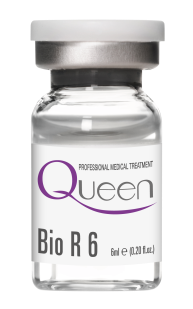 PROFESSIONAL MEDICAL TREATMENT
Queen
Bio R 6
6ml e (0.20 fl.oz.)